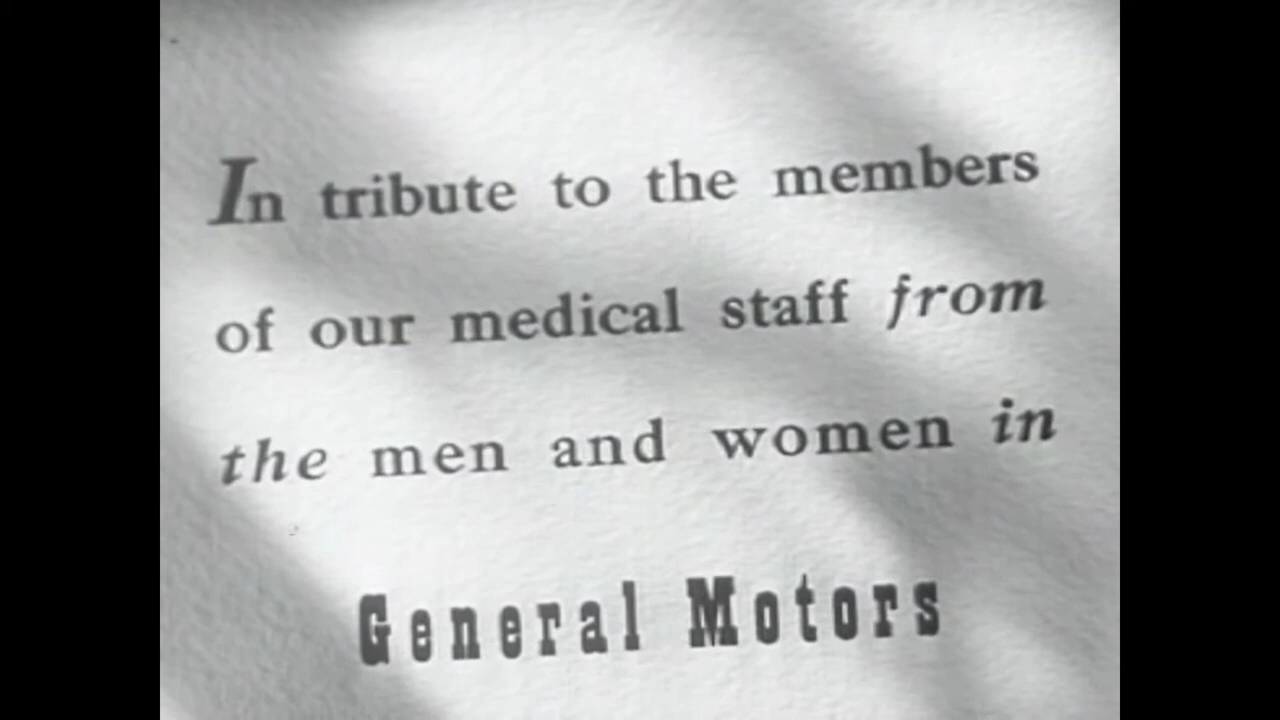 In tribute to the members
of our medical staff from
the men and women in
General Motors